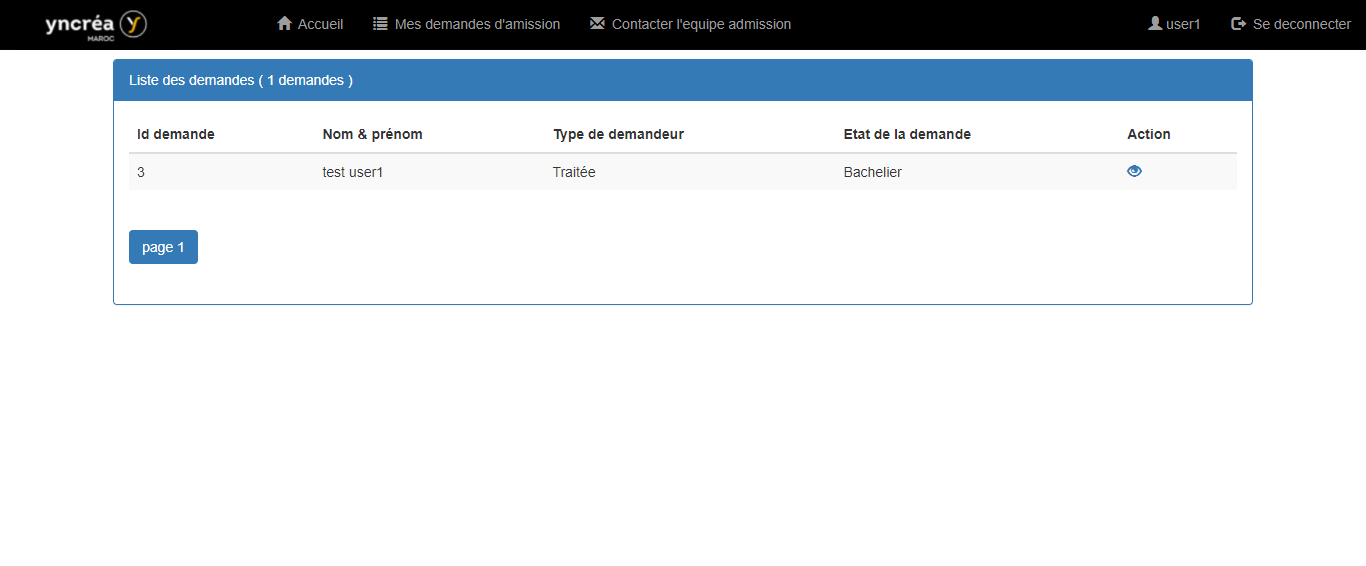 yncréa Y Accueil Mes demandes d'amission Contacter l'equipe admission user1 Se deconnecter
MAROC
Liste des demandes ( 1 demandes )
Id demande Nom & prénom Type de demandeur Etat de la demande Action
3 test user1 Traitée Bachelier
page 1